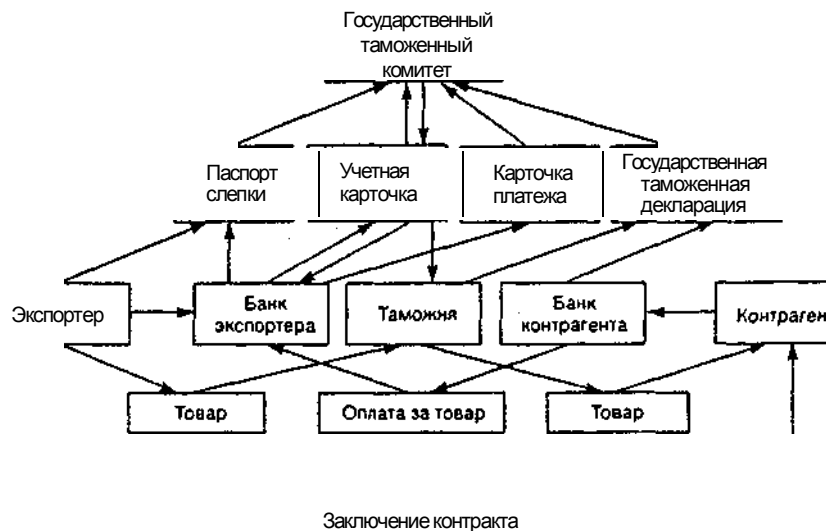 Государственный
таможенный
комитет
Паспорт
слепки
Учетная
карточка
Карточка
платежа
Государственная
таможенная
декларация
Экспортер
Банк
экспортера
Таможня
Банк
контрагента
Контраген
Товар
Оплата за товар
Товар
Заключение контракта